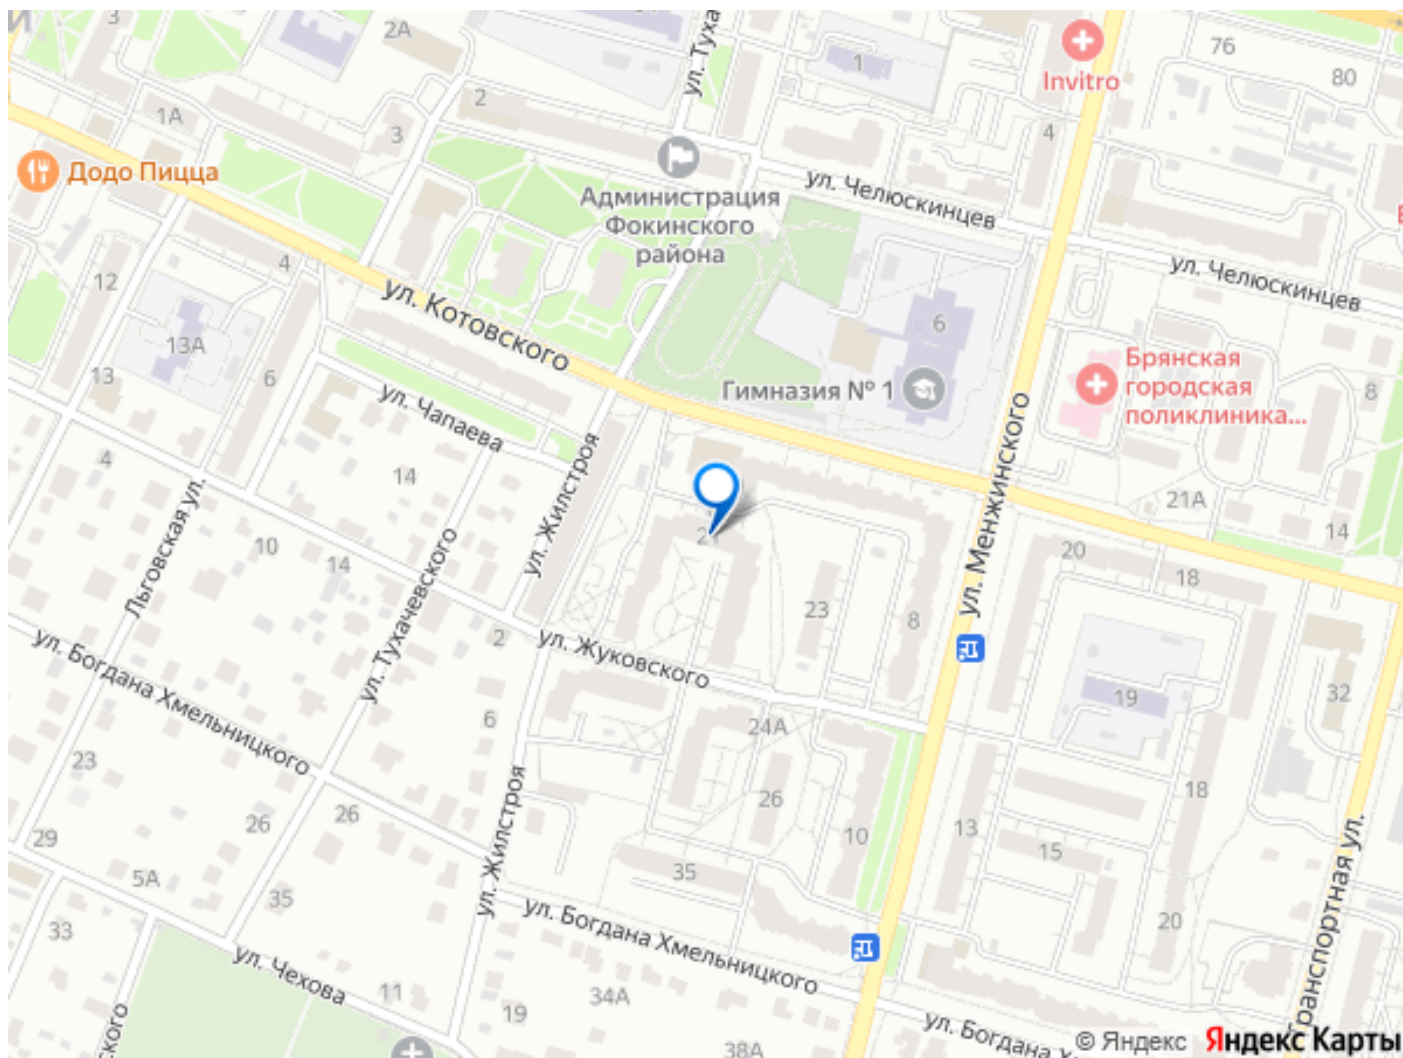 3
2А
1А
3
2
ул. Туха
1
Invitro
76
80
4
Додо Пицца
Администрация
Фокинского
района
ул. Челюскинцев
ул. Челюскинцев
12
4
ул. Котовского
13А
13
6
6
Гимназия № 1
Брянская
городская
поликлиника...
8
ул. Чапаева
ул. Жилстроя
ул. Менжинского
4
14
Льговская ул.
ул. Тухачевского
21А
14
10
14
20
18
2
23
8
ул. Жуковского
ул. Богдана Хмельницкого
6
24А
19
32
23
26
18
29
26
26
10
13
15
ул. Жилстроя
Транспортная ул.
5А
35
35
20
33
ул. Богдана Хмельницкого
ул. Чехова
11
34А
19
ского
38А
ул. Богдана Хм
© Яндекс
Яндекс Карты